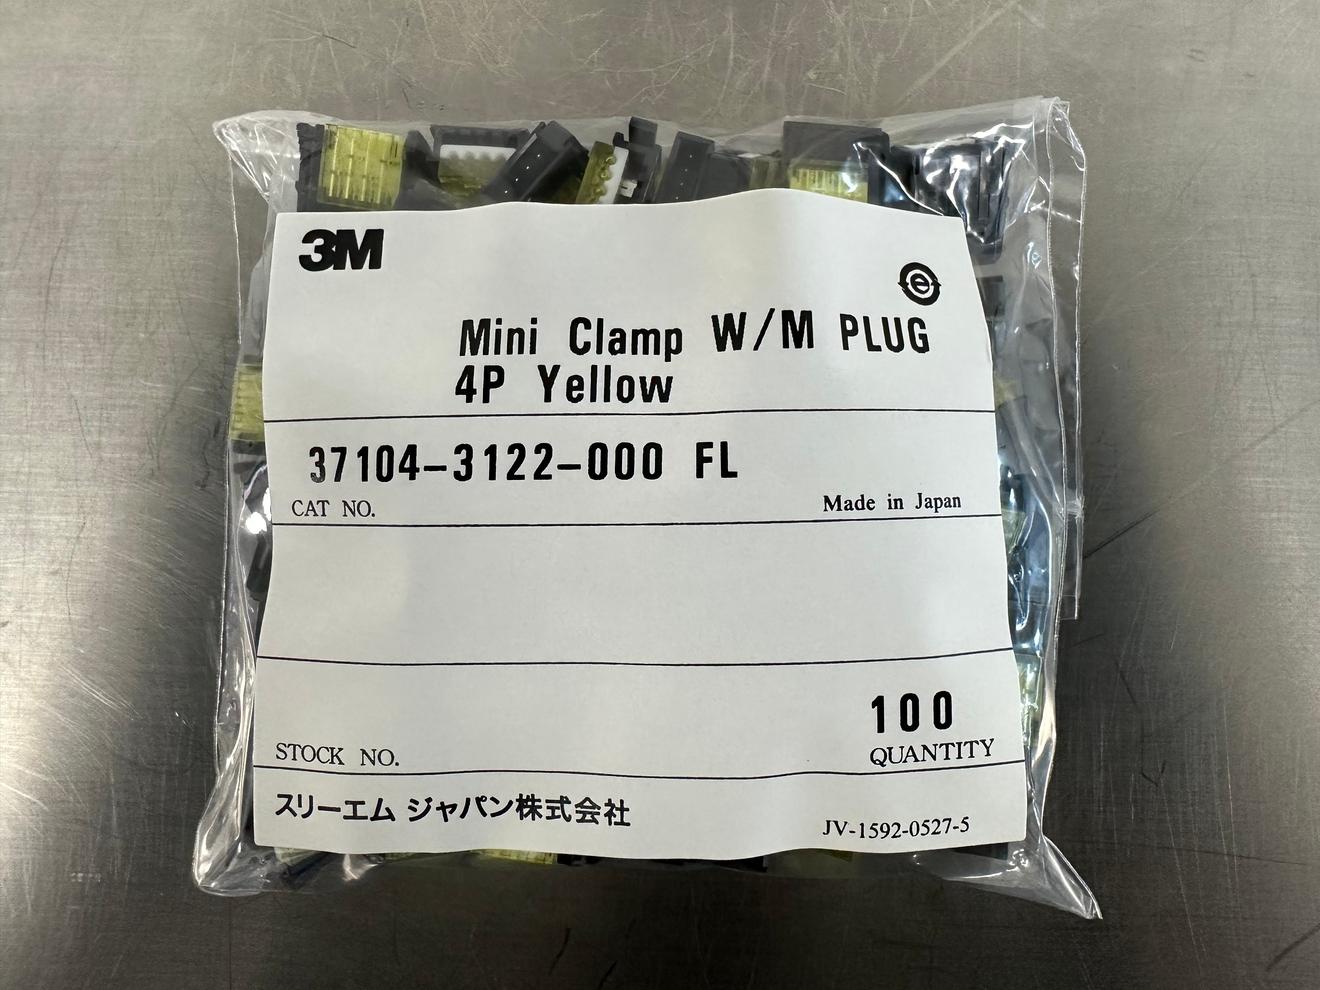 3M
e
Mini Clamp W/M PLUG
4P Yellow
37104-3122-000 FL
CAT NO.
Made in Japan
100
STOCK NO.
QUANTITY
スリーエム ジャパン株式会社
JV-1592-0527-5